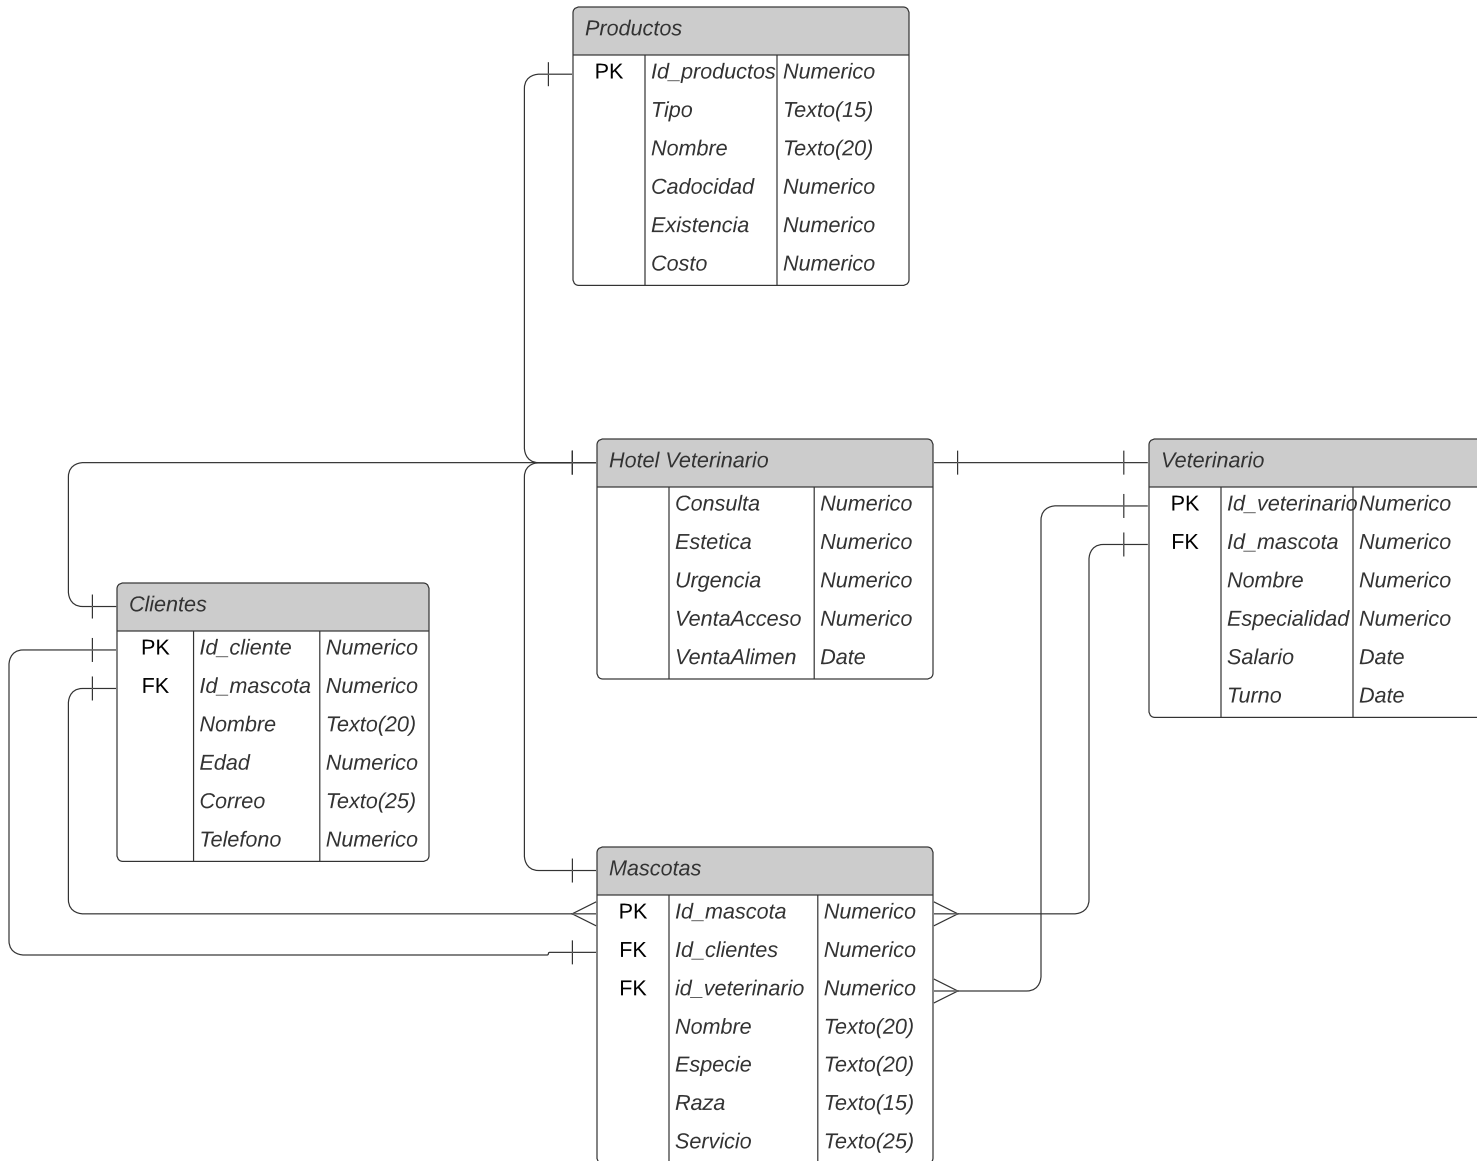 Productos
PK Id_productos Numerico
Tipo Texto(15)
Nombre Texto(20)
Cadocidad Numerico
Existencia Numerico
Costo Numerico
Hotel Veterinario
Consulta Numerico
Estetica Numerico
Urgencia Numerico
VentaAcceso Numerico
VentaAlimen Date
Veterinario
PK Id_veterinario Numerico
FK Id_mascota Numerico
Nombre Numerico
Especialidad Numerico
Salario Date
Turno Date
Clientes
PK Id_cliente Numerico
FK Id_mascota Numerico
Nombre Texto(20)
Edad Numerico
Correo Texto(25)
Telefono Numerico
Mascotas
PK Id_mascota Numerico
FK Id_clientes Numerico
FK id_veterinario Numerico
Nombre Texto(20)
Especie Texto(20)
Raza Texto(15)
Servicio Texto(25)